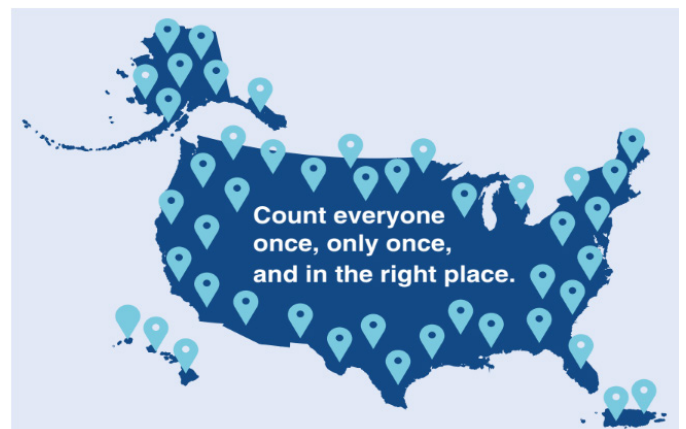 Count everyone
once, only once,
and in the right place.